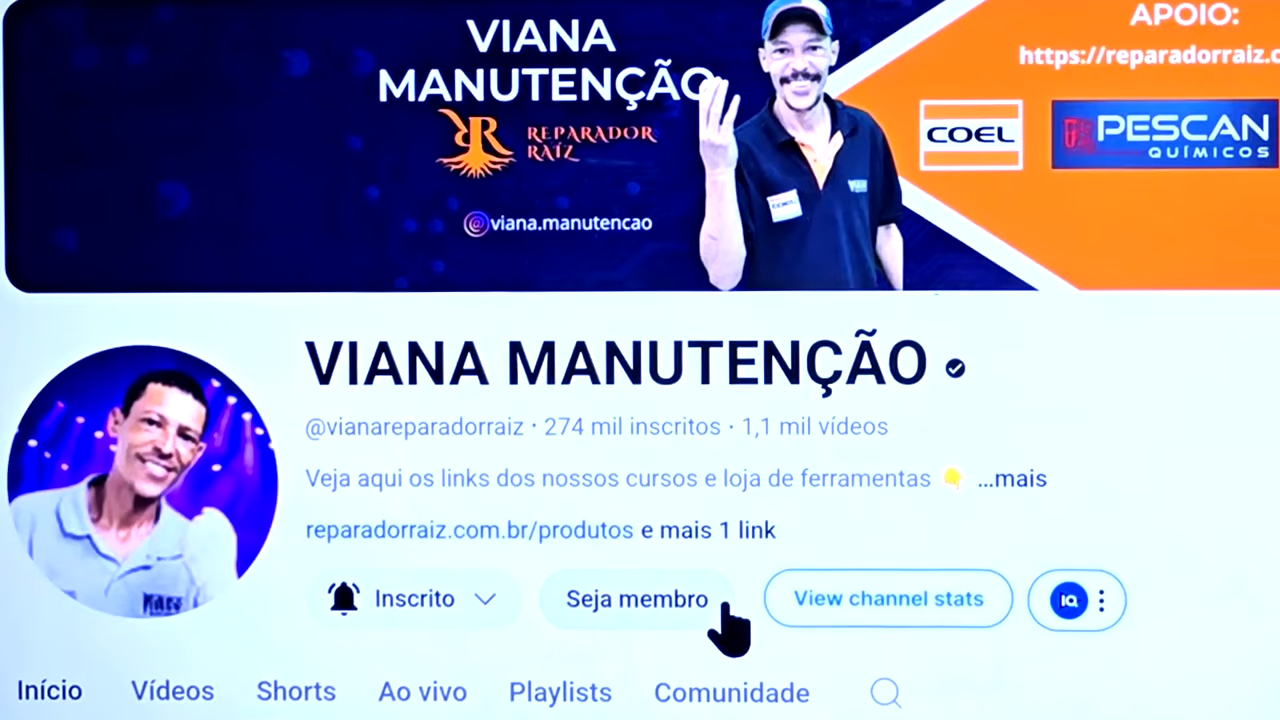 VIANA
MANUTENÇÃO
REPARADOR
RAÍZ
@viana.manutencao
APOIO:
https://reparadorraiz.c
COEL
PESCAN
QUÍMICOS
VIANA MANUTENÇÃO
@vianareparadorraiz · 274 mil inscritos · 1,1 mil vídeos
Veja aqui os links dos nossos cursos e loja de ferramentas 👇 ...mais
reparadorraiz.com.br/produtos e mais 1 link
Inscrito
Seja membro
View channel stats
IQ
Início Vídeos Shorts Ao vivo Playlists Comunidade